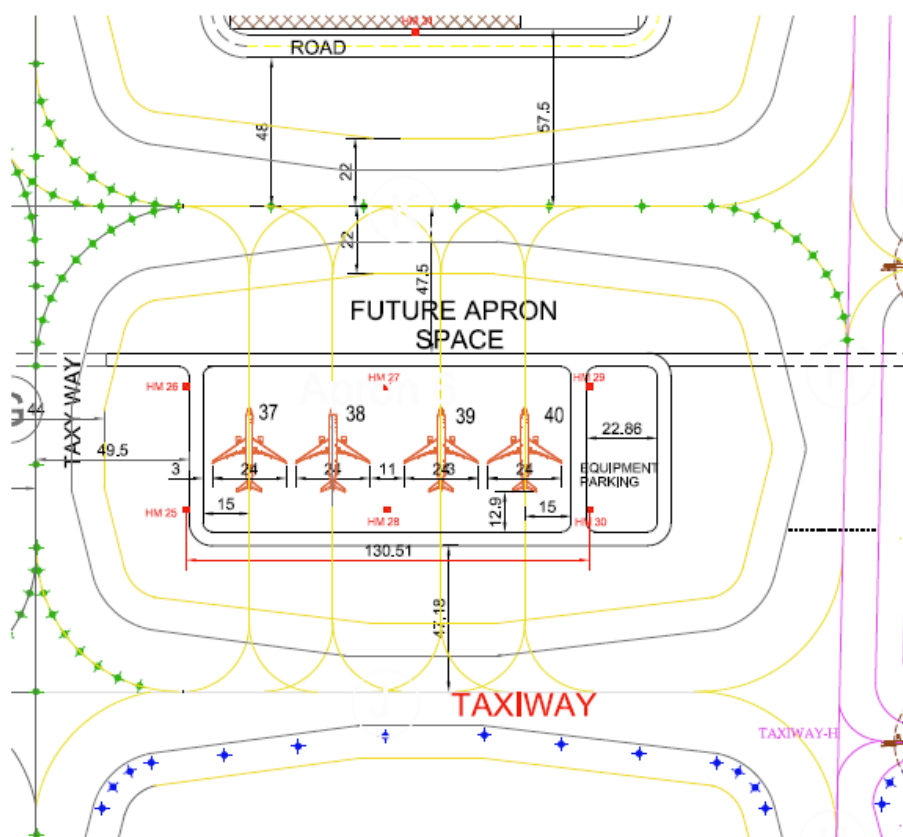 HM 31
ROAD
48
57.5
22
22
47.5
FUTURE APRON
SPACE
TAXY WAY
HM 26
HM 27
HM 29
44
37
38
39
40
49.5
22.86
3
24
24
11
24
3
24
EQUIPMENT
PARKING
15
12.9
15
HM 25
HM 28
HM 30
130.51
47.18
TAXIWAY
TAXIWAY-H